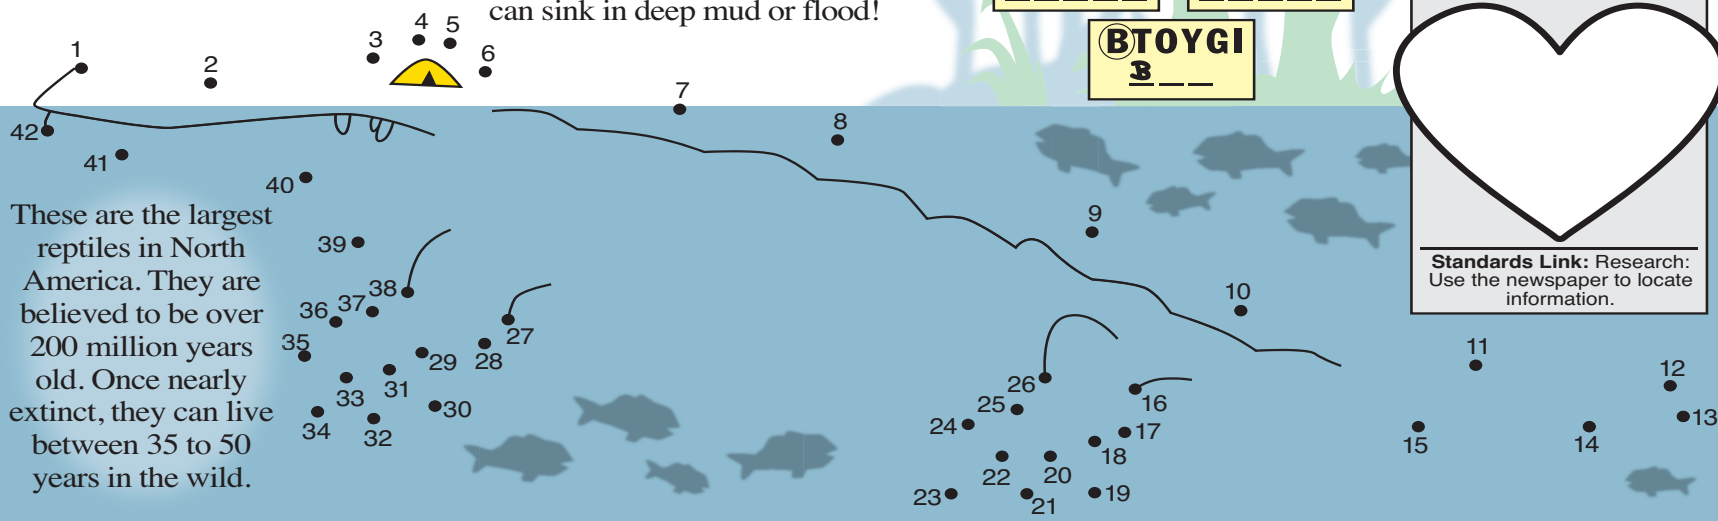 can sink in deep mud or flood!
BTOYGI
B _ _ _
These are the largest
reptiles in North
America. They are
believed to be over
200 million years
old. Once nearly
extinct, they can live
between 35 to 50
years in the wild.
Standards Link: Research:
Use the newspaper to locate
information.
1
2
3
4
5
6
7
8
9
10
11
12
13
14
15
16
17
18
19
20
21
22
23
24
25
26
27
28
29
30
31
32
33
34
35
36
37
38
39
40
41
42